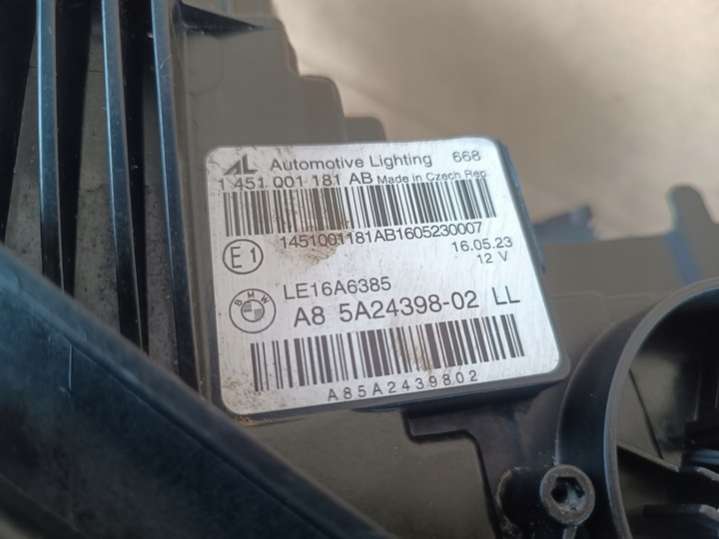 AL Automotive Lighting 668
1 451 001 181 AB Made in Czech Rep.
1451001181AB1605230007
E1
16.05.23
12 V
LE16A6385
BMW
A8 5A24398-02 LL
A85A2439802